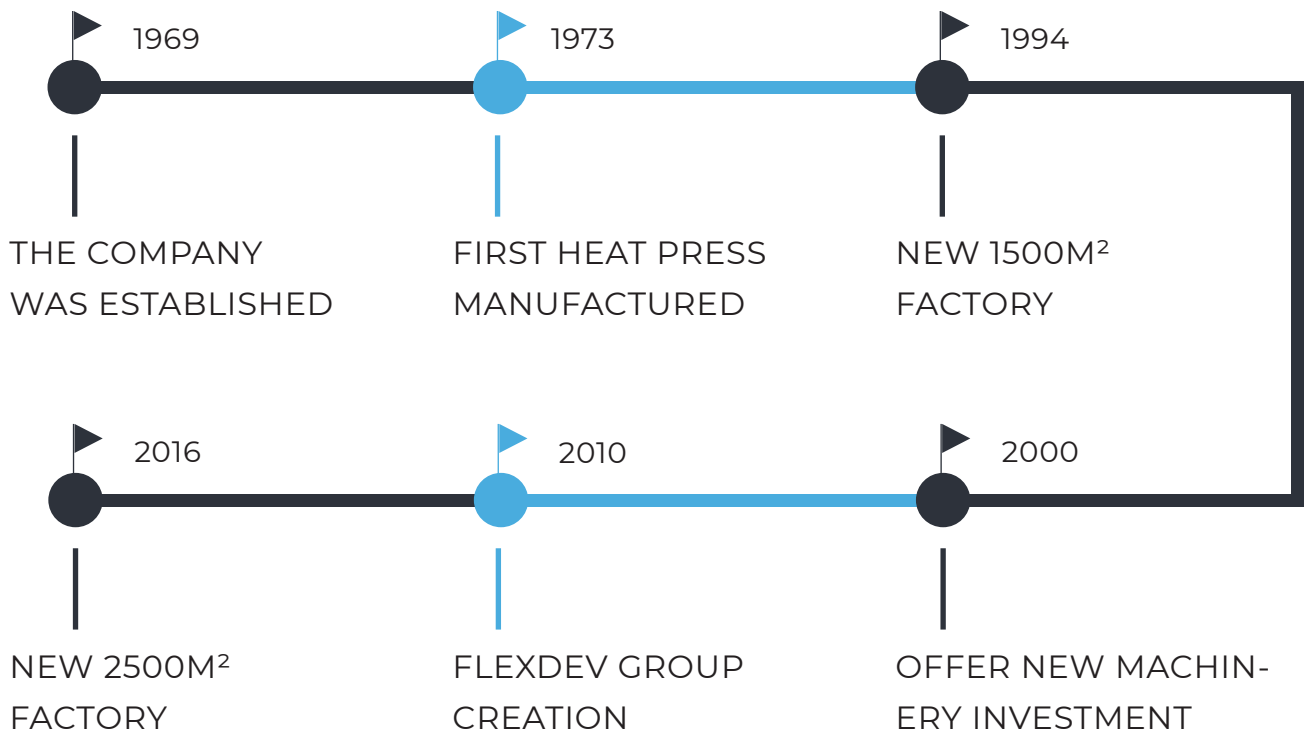 1969
THE COMPANY
WAS ESTABLISHED
1973
FIRST HEAT PRESS
MANUFACTURED
1994
NEW 1500M²
FACTORY
2000
OFFER NEW MACHIN-
ERY INVESTMENT
2010
FLEXDEV GROUP
CREATION
2016
NEW 2500M²
FACTORY